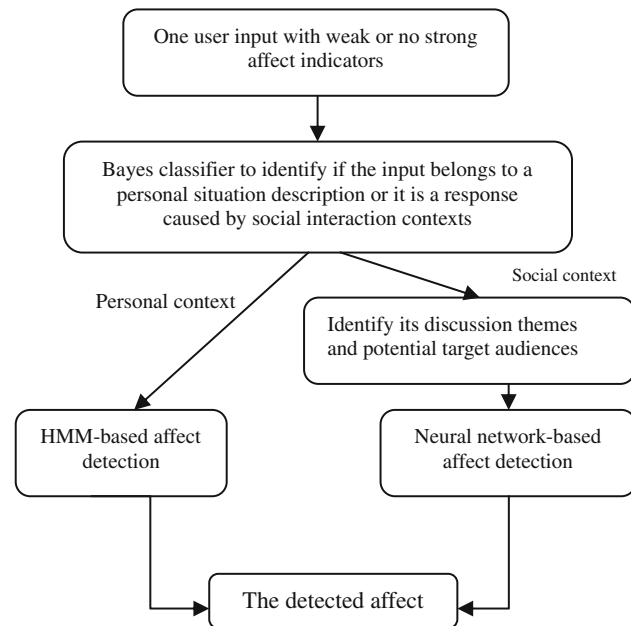 One user input with weak or no strong
affect indicators
Bayes classifier to identify if the input belongs to a
personal situation description or it is a response
caused by social interaction contexts
Social context
Personal context
Identify its discussion themes
and potential target audiences
HMM-based affect
detection
Neural network-based
affect detection
The detected affect